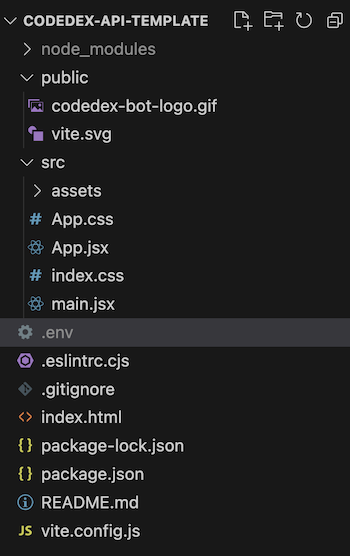 CODEDEX-API-TEMPLATE
node_modules
public
codedex-bot-logo.gif
vite.svg
src
assets
# App.css
App.jsx
# index.css
main.jsx
.env
.eslintrc.cjs
.gitignore
<> index.html
{} package-lock.json
{} package.json
README.md
JS vite.config.js